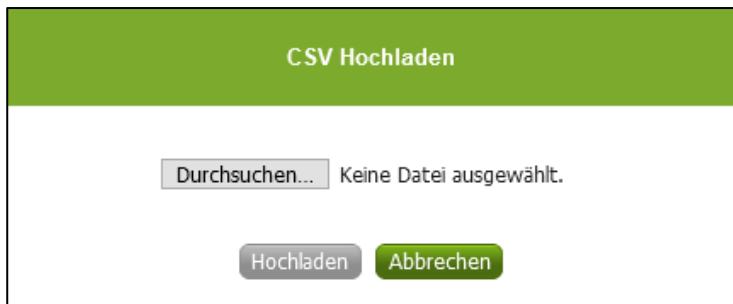 CSV Hochladen
Durchsuchen... Keine Datei ausgewählt.
Hochladen Abbrechen